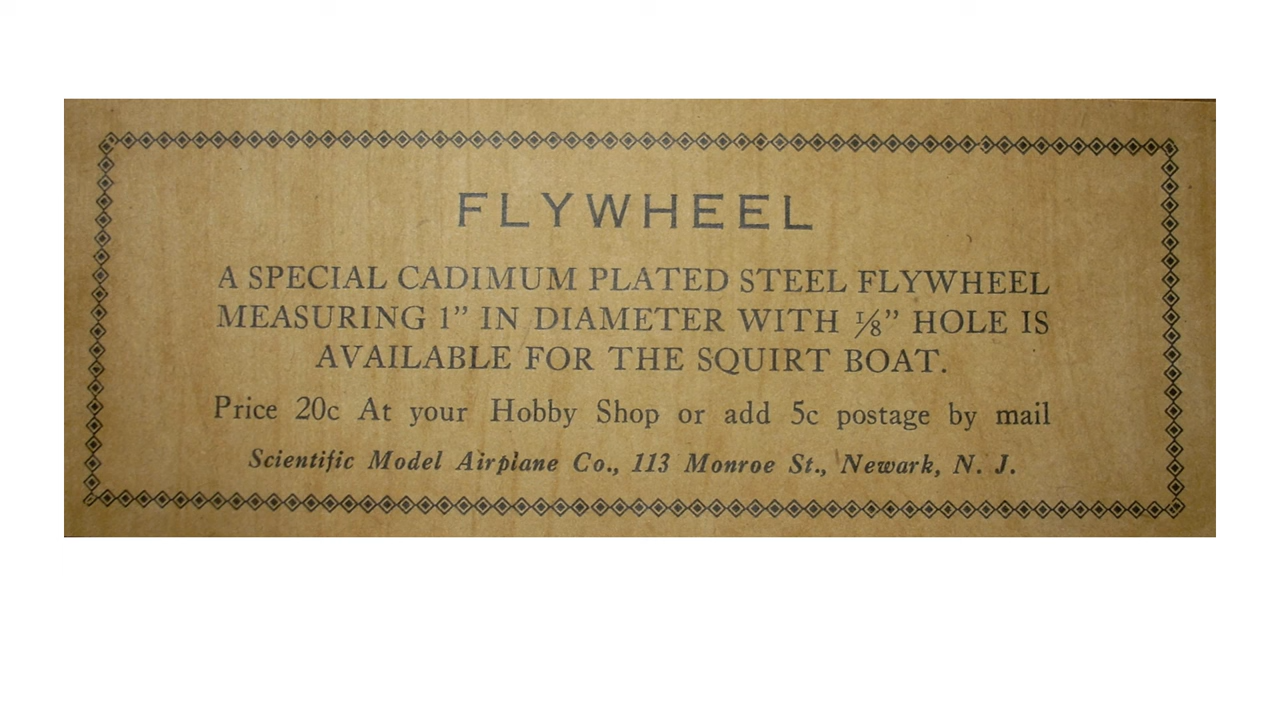 FLYWHEEL
A SPECIAL CADIMUM PLATED STEEL FLYWHEEL
MEASURING 1” IN DIAMETER WITH ⅛” HOLE IS
AVAILABLE FOR THE SQUIRT BOAT.
Price 20c At your Hobby Shop or add 5c postage by mail
Scientific Model Airplane Co., 113 Monroe St., Newark, N. J.